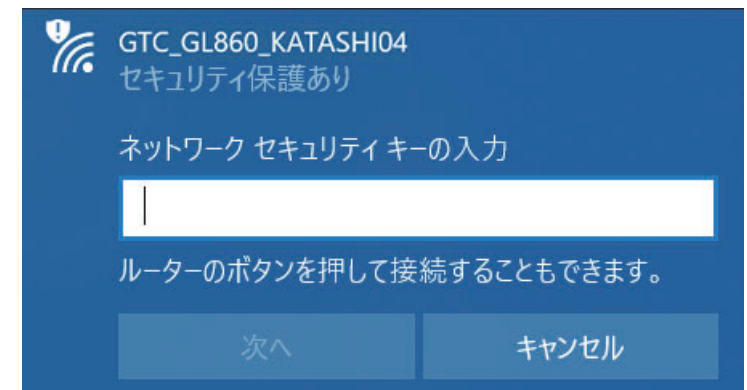 GTC_GL860_KATASHI04
セキュリティ保護あり
ネットワーク セキュリティ キーの入力
ルーターのボタンを押して接続することもできます。
次へ
キャンセル